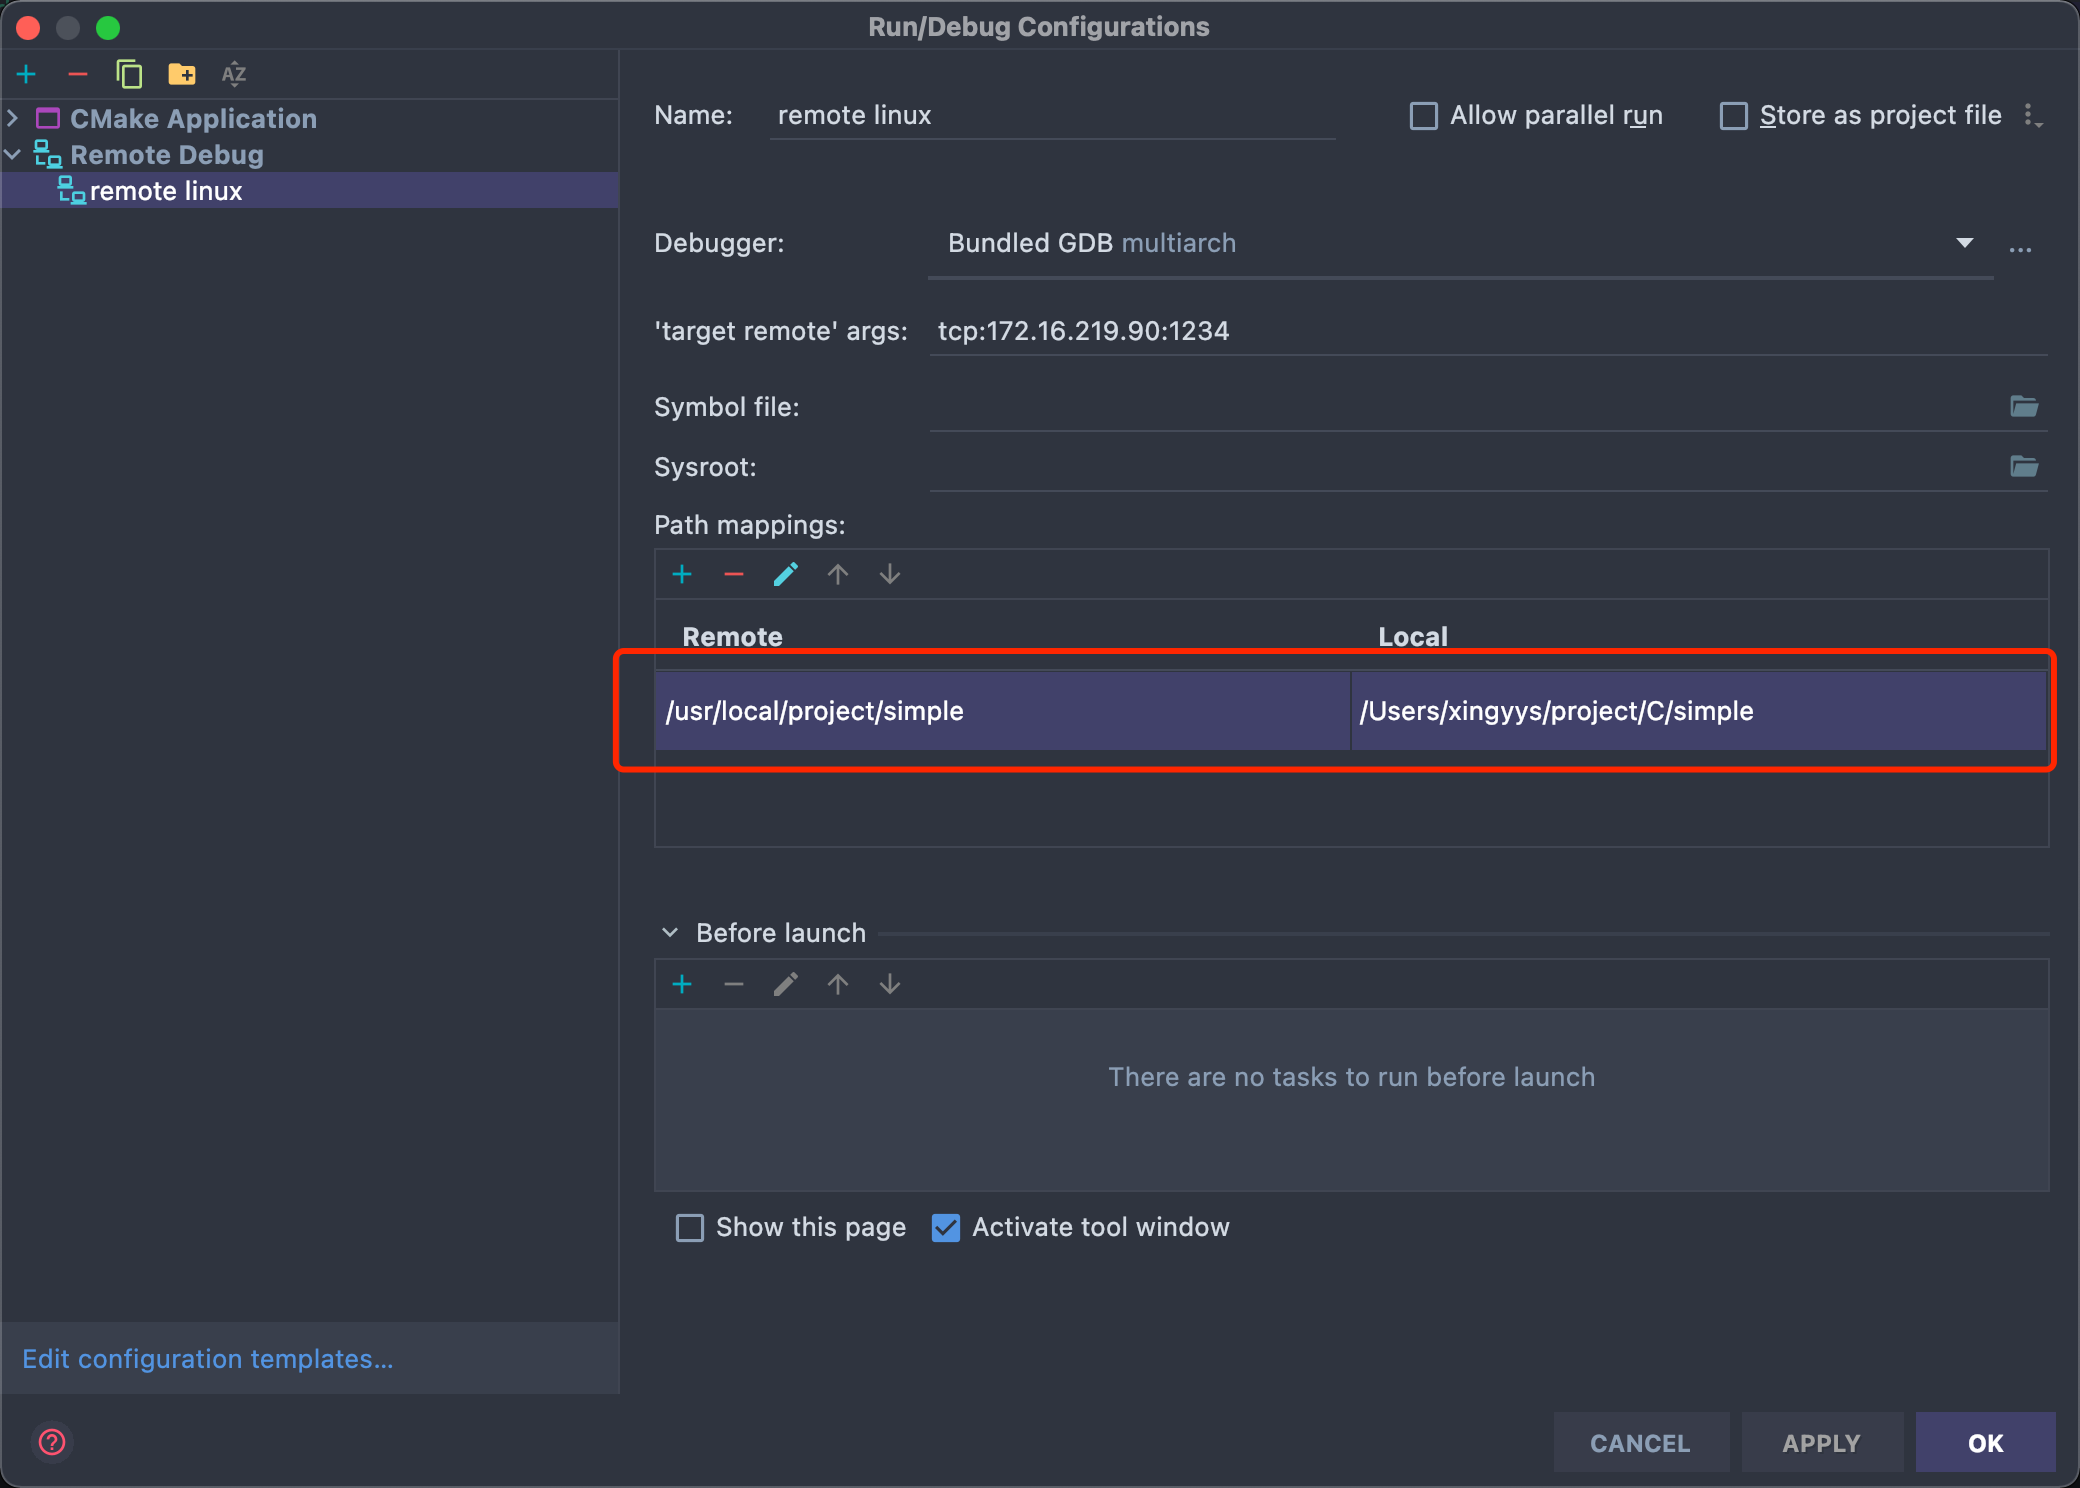 Run/Debug Configurations
AZ
CMake Application
Remote Debug
remote linux
Name: remote linux
Allow parallel run
Store as project file
Debugger: Bundled GDB multiarch
...
'target remote' args: tcp:172.16.219.90:1234
Symbol file:
Sysroot:
Path mappings:
Remote Local
/usr/local/project/simple /Users/xingyys/project/C/simple
Before launch
There are no tasks to run before launch
Show this page Activate tool window
Edit configuration templates...
?
CANCEL APPLY OK